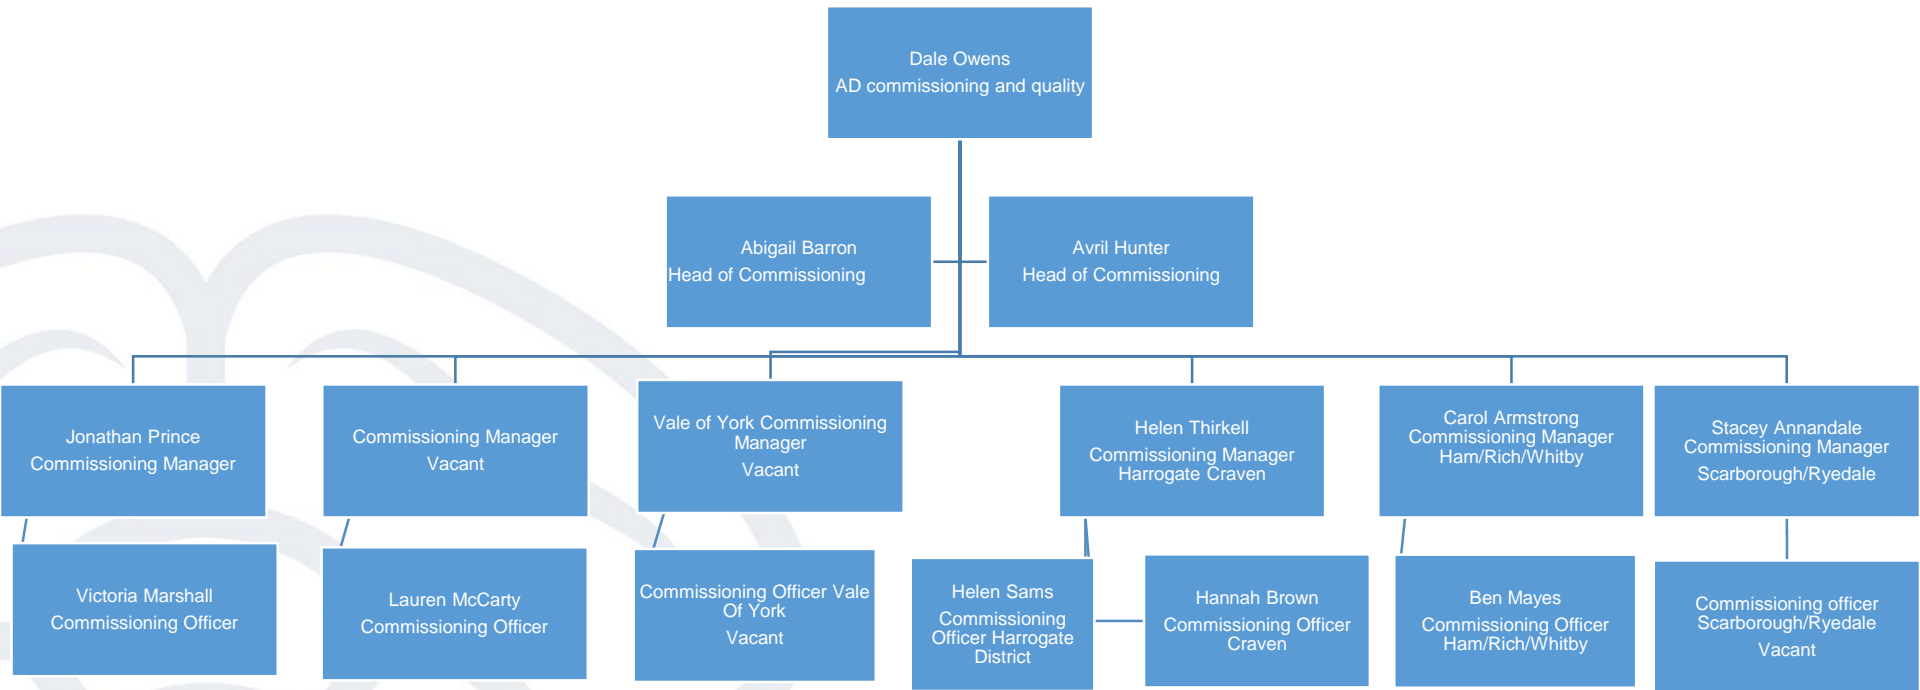 Dale Owens
AD commissioning and quality
Abigail Barron
Head of Commissioning
Avril Hunter
Head of Commissioning
Jonathan Prince
Commissioning Manager
Commissioning Manager
Vacant
Vale of York Commissioning
Manager
Vacant
Helen Thirkell
Commissioning Manager
Harrogate Craven
Carol Armstrong
Commissioning Manager
Ham/Rich/Whitby
Stacey Annandale
Commissioning Manager
Scarborough/Ryedale
Victoria Marshall
Commissioning Officer
Lauren McCarty
Commissioning Officer
Commissioning Officer Vale
Of York
Vacant
Helen Sams
Commissioning
Officer Harrogate
District
Hannah Brown
Commissioning Officer
Craven
Ben Mayes
Commissioning Officer
Ham/Rich/Whitby
Commissioning officer
Scarborough/Ryedale
Vacant